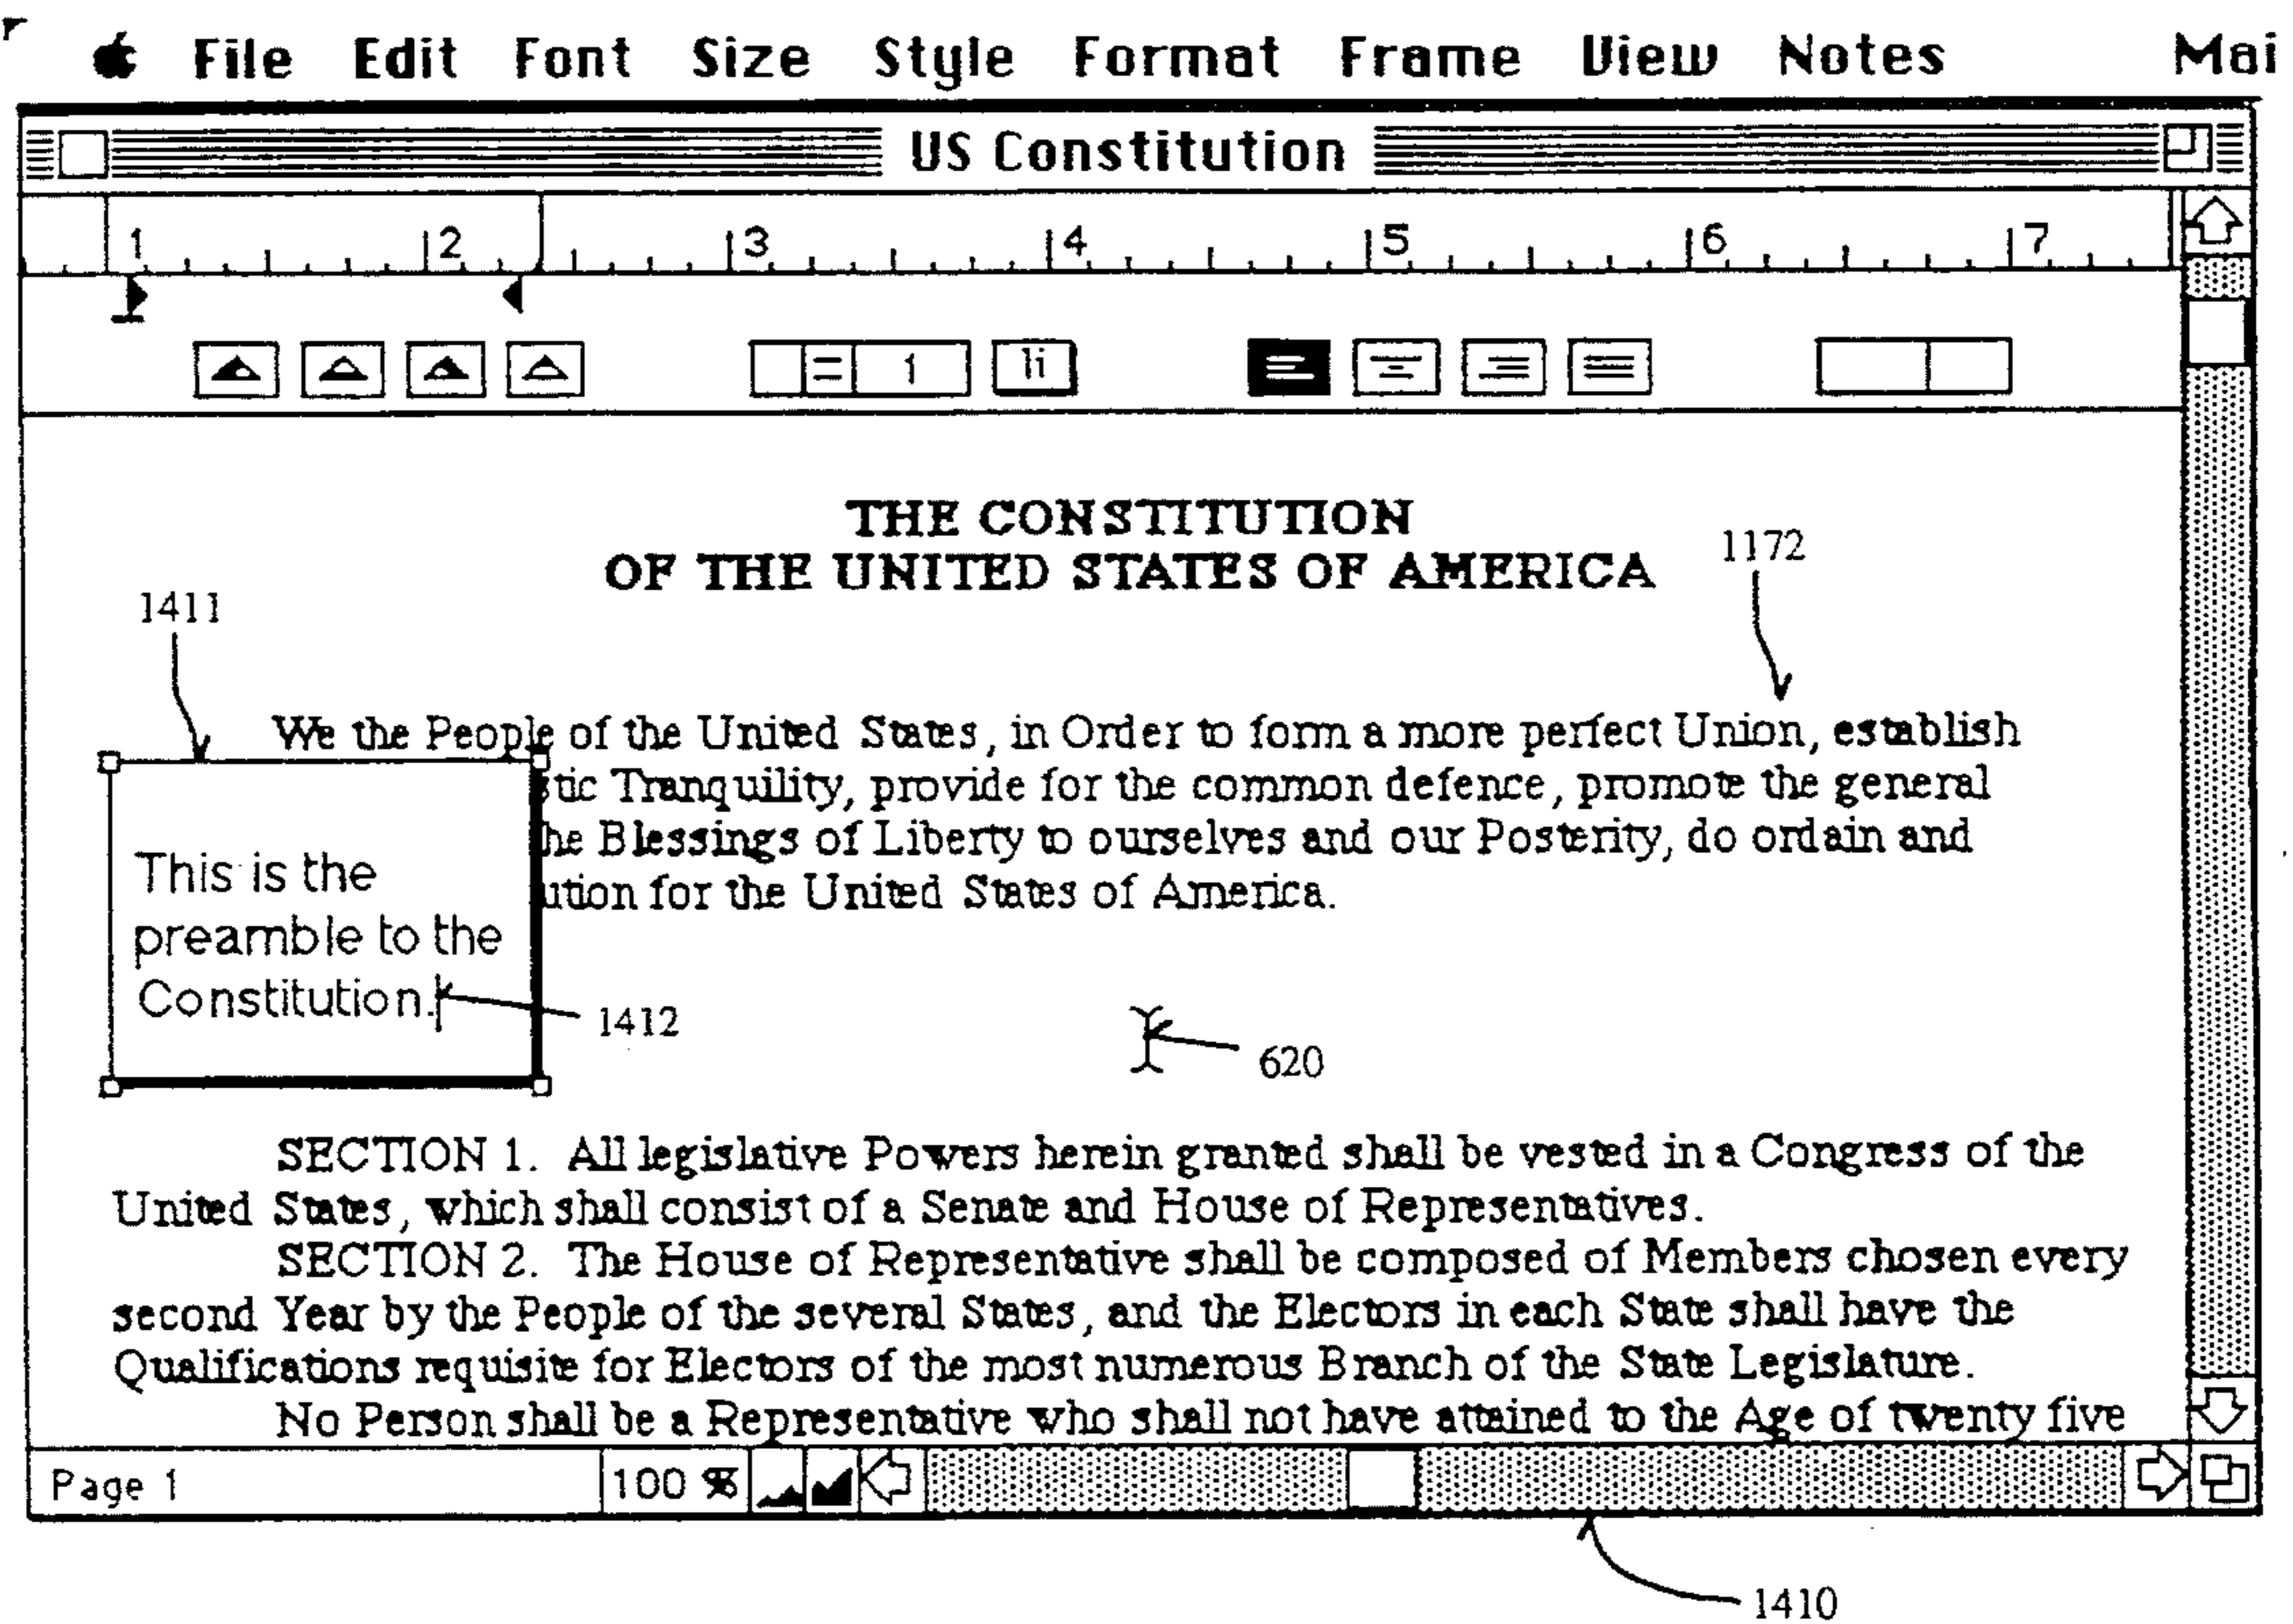 File Edit Font Size Style Format Frame View Notes Mai
US Constitution
1 2 3 4 5 6 7
1 li
THE CONSTITUTION
OF THE UNITED STATES OF AMERICA
1172
1411
We the People of the United States, in Order to form a more perfect Union, establish
stic Tranquility, provide for the common defence, promote the general
he Blessings of Liberty to ourselves and our Posterity, do ordain and
ution for the United States of America.
This is the
preamble to the
Constitution.
1412
620
SECTION 1. All legislative Powers herein granted shall be vested in a Congress of the
United States, which shall consist of a Senate and House of Representatives.
SECTION 2. The House of Representative shall be composed of Members chosen every
second Year by the People of the several States, and the Electors in each State shall have the
Qualifications requisite for Electors of the most numerous Branch of the State Legislature.
No Person shall be a Representative who shall not have attained to the Age of twenty five
Page 1 100 %
1410